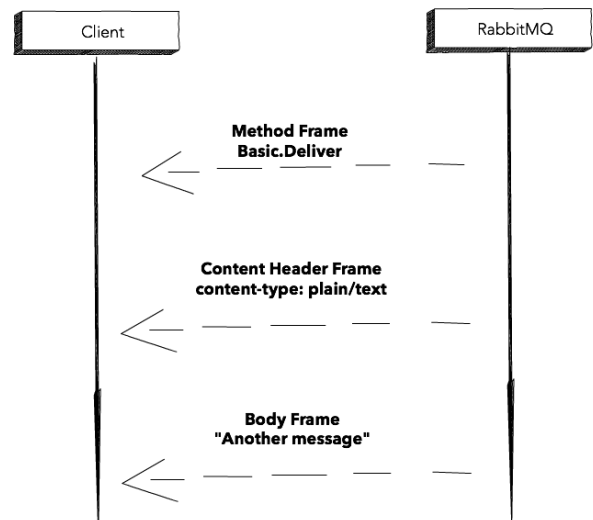 Client
RabbitMQ
Method Frame
Basic.Deliver
Content Header Frame
content-type: plain/text
Body Frame
"Another message"